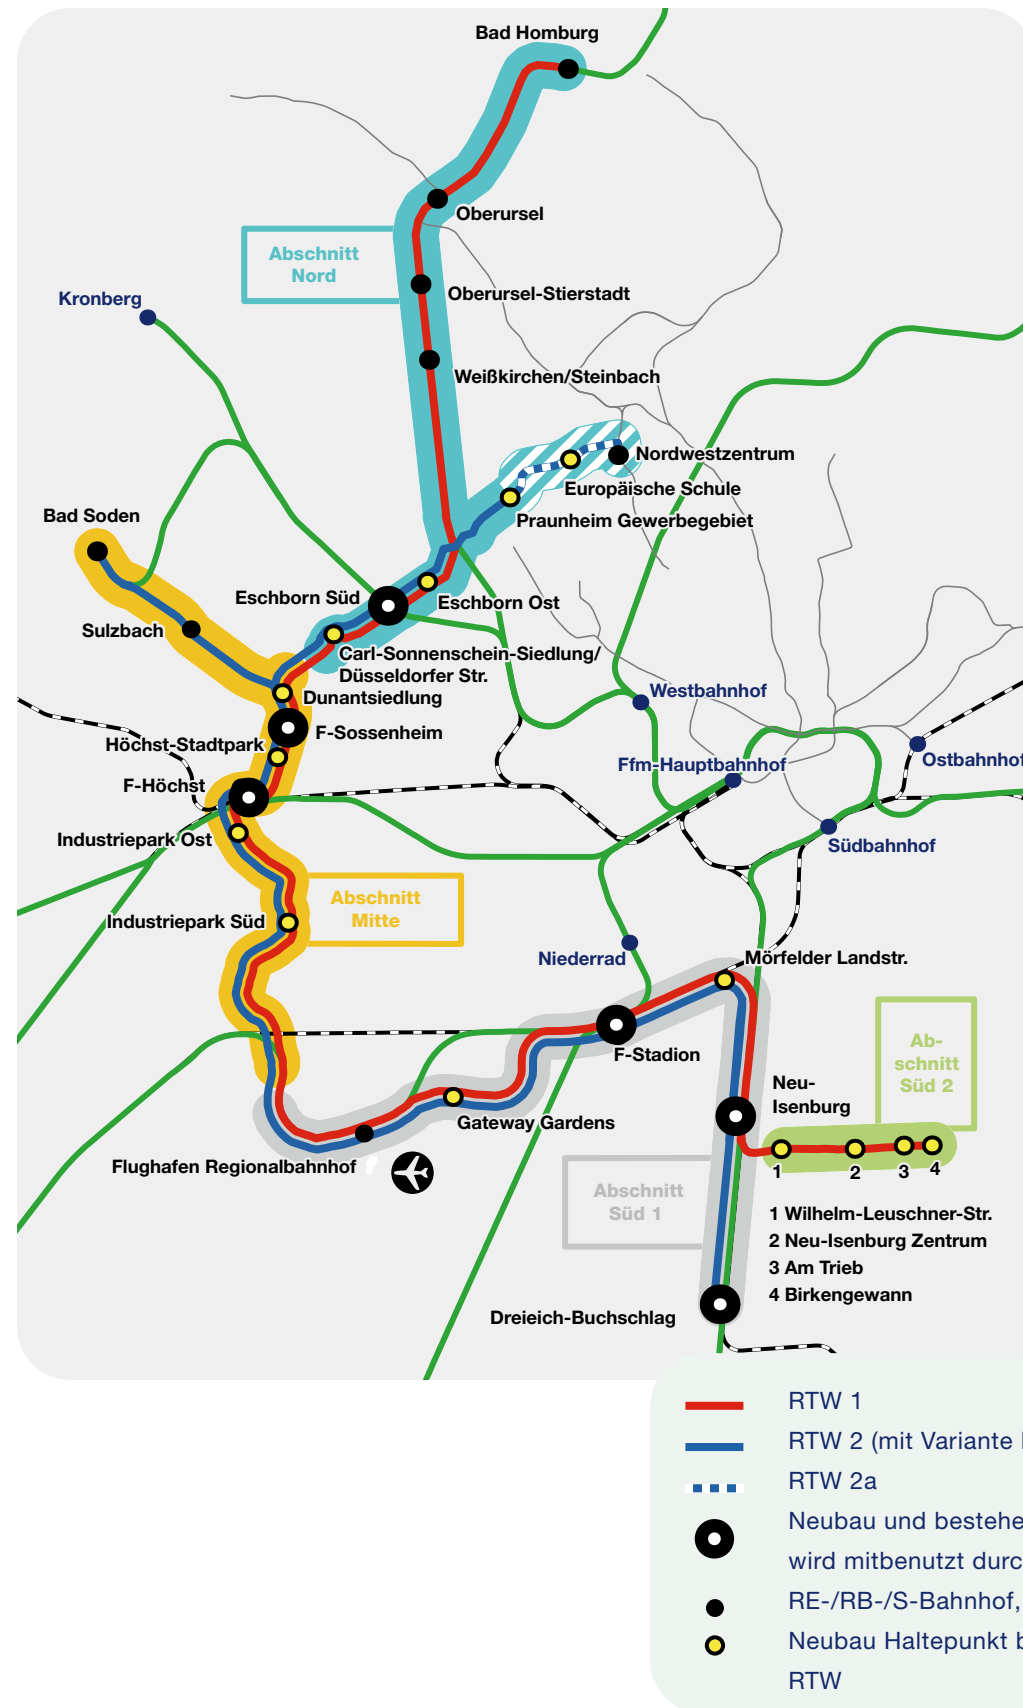 Bad Homburg
Oberursel
Abschnitt
Nord
Oberursel-Stierstadt
Kronberg
Weißkirchen/Steinbach
Nordwestzentrum
Europäische Schule
Praunheim Gewerbegebiet
Bad Soden
Eschborn Süd
Eschborn Ost
Sulzbach
Carl-Sonnenschein-Siedlung/
Düsseldorfer Str.
Dunantsiedlung
Westbahnhof
F-Sossenheim
Höchst-Stadtpark
Ffm-Hauptbahnhof
Ostbahnhof
F-Höchst
Industriepark Ost
Südbahnhof
Abschnitt
Mitte
Industriepark Süd
Niederrad
Mörfelder Landstr.
F-Stadion
Ab-
schnitt
Süd 2
Neu-
Isenburg
Gateway Gardens
Flughafen Regionalbahnhof
1 2 3 4
Abschnitt
Süd 1
1 Wilhelm-Leuschner-Str.
2 Neu-Isenburg Zentrum
3 Am Trieb
4 Birkengewann
Dreieich-Buchschlag
RTW 1
RTW 2 (mit Variante
RTW 2a
Neubau und bestehe
wird mitbenutzt durc
RE-/RB-/S-Bahnhof,
Neubau Haltepunkt b
RTW